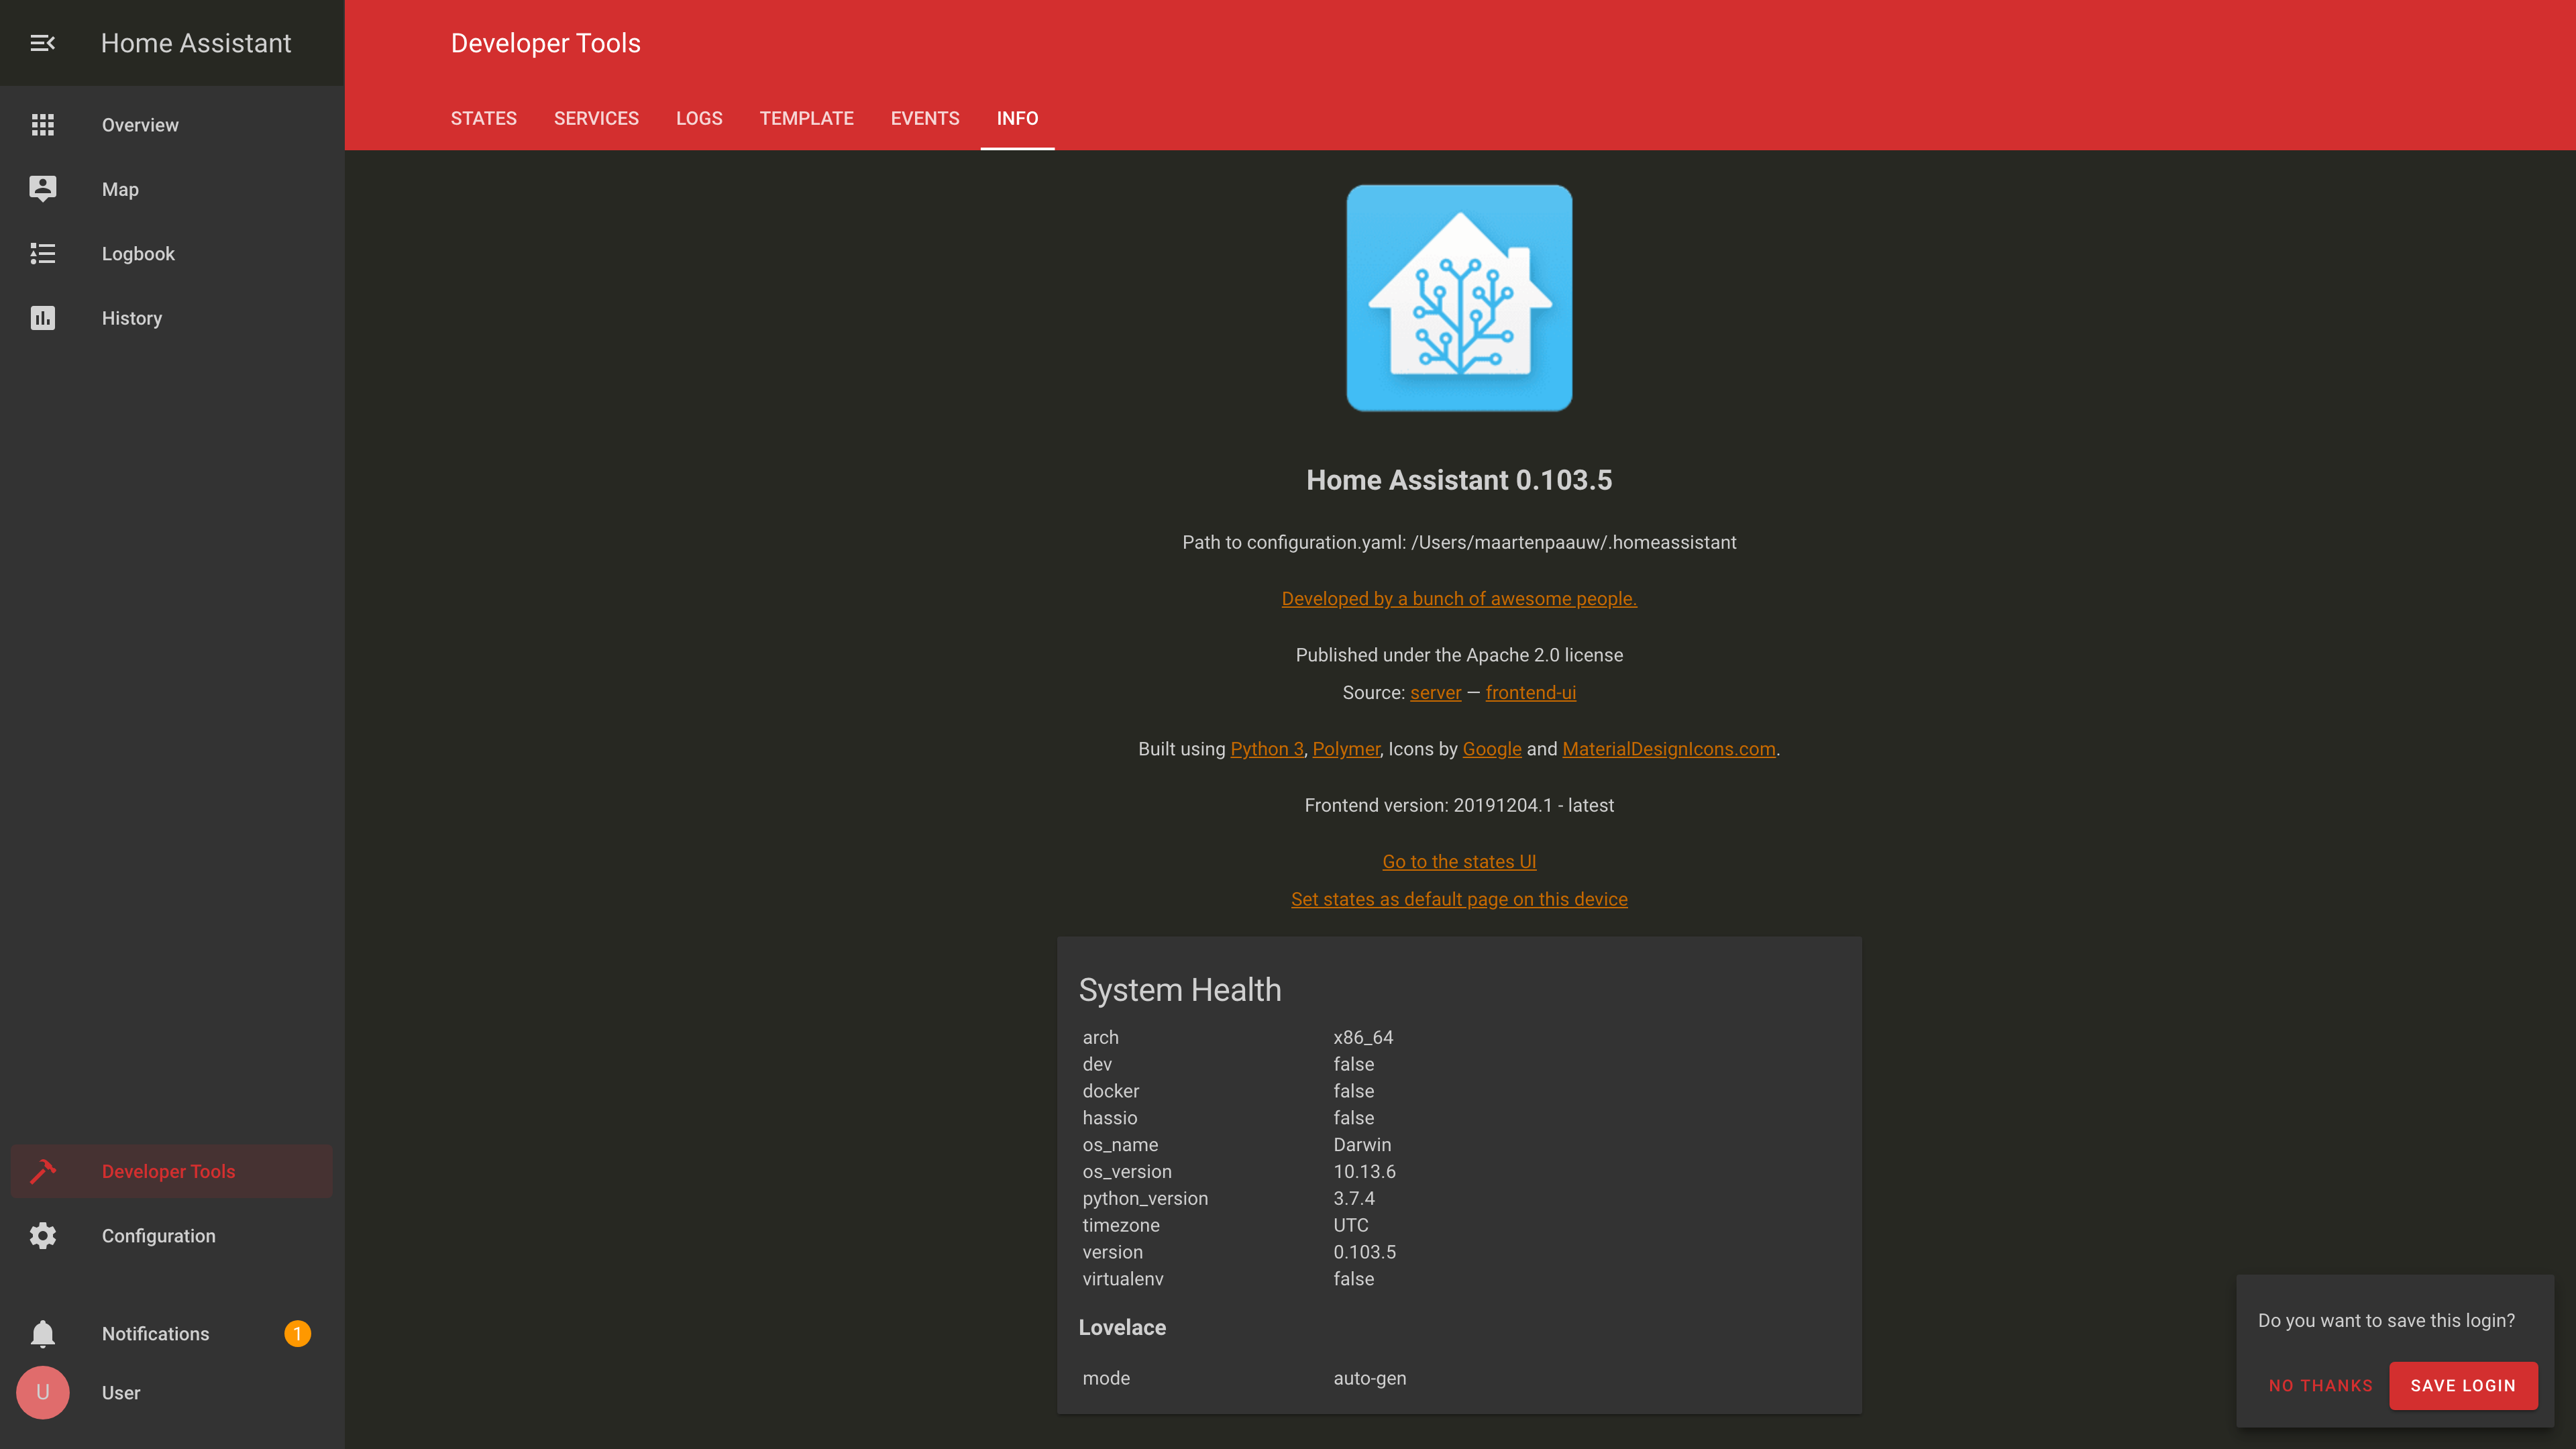 Home Assistant
Overview
Map
Logbook
History
Developer Tools
Configuration
Notifications 1
U User
Developer Tools
STATES SERVICES LOGS TEMPLATE EVENTS INFO
Home Assistant 0.103.5
Path to configuration.yaml: /Users/maartenpaauw/.homeassistant
Developed by a bunch of awesome people.
Published under the Apache 2.0 license
Source: server — frontend-ui
Built using Python 3, Polymer, Icons by Google and MaterialDesignIcons.com.
Frontend version: 20191204.1 - latest
Go to the states UI
Set states as default page on this device
System Health
arch x86_64
dev false
docker false
hassio false
os_name Darwin
os_version 10.13.6
python_version 3.7.4
timezone UTC
version 0.103.5
virtualenv false
Lovelace
mode auto-gen
Do you want to save this login?
NO THANKS SAVE LOGIN